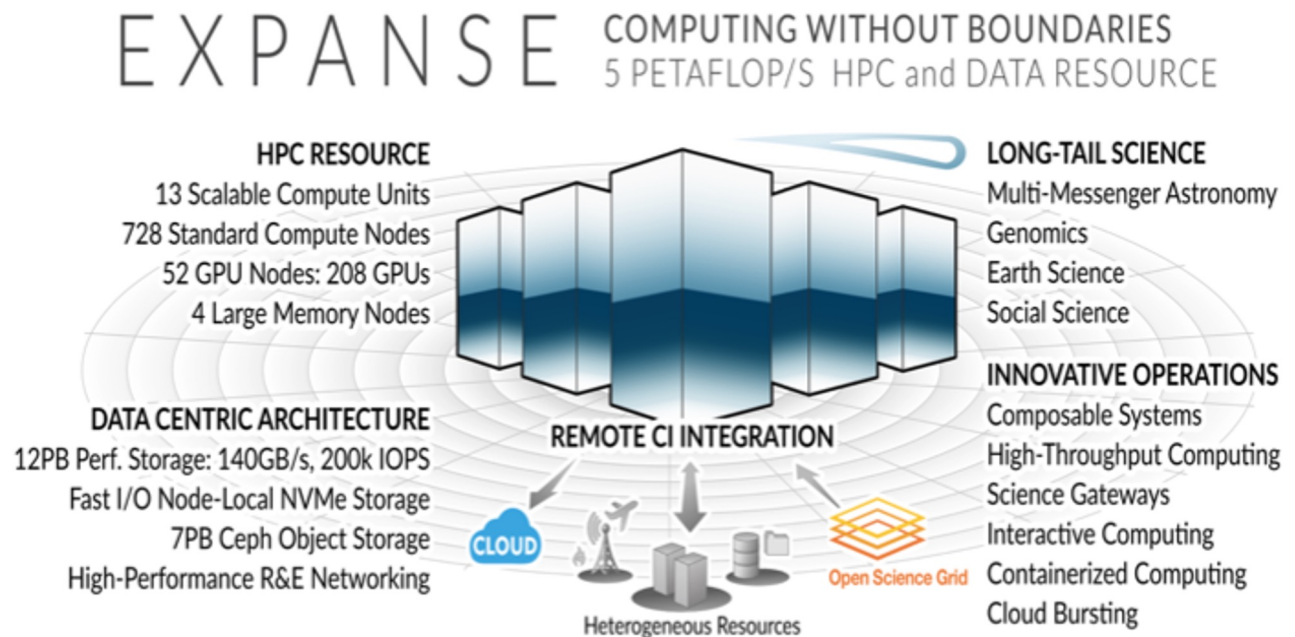 EXPANSE
COMPUTING WITHOUT BOUNDARIES
5 PETAFLOP/S HPC and DATA RESOURCE
HPC RESOURCE
13 Scalable Compute Units
728 Standard Compute Nodes
52 GPU Nodes: 208 GPUs
4 Large Memory Nodes
DATA CENTRIC ARCHITECTURE
12PB Perf. Storage: 140GB/s, 200k IOPS
Fast I/O Node-Local NVMe Storage
7PB Ceph Object Storage
High-Performance R&E Networking
REMOTE CI INTEGRATION
CLOUD
Heterogeneous Resources
Open Science Grid
LONG-TAIL SCIENCE
Multi-Messenger Astronomy
Genomics
Earth Science
Social Science
INNOVATIVE OPERATIONS
Composable Systems
High-Throughput Computing
Science Gateways
Interactive Computing
Containerized Computing
Cloud Bursting